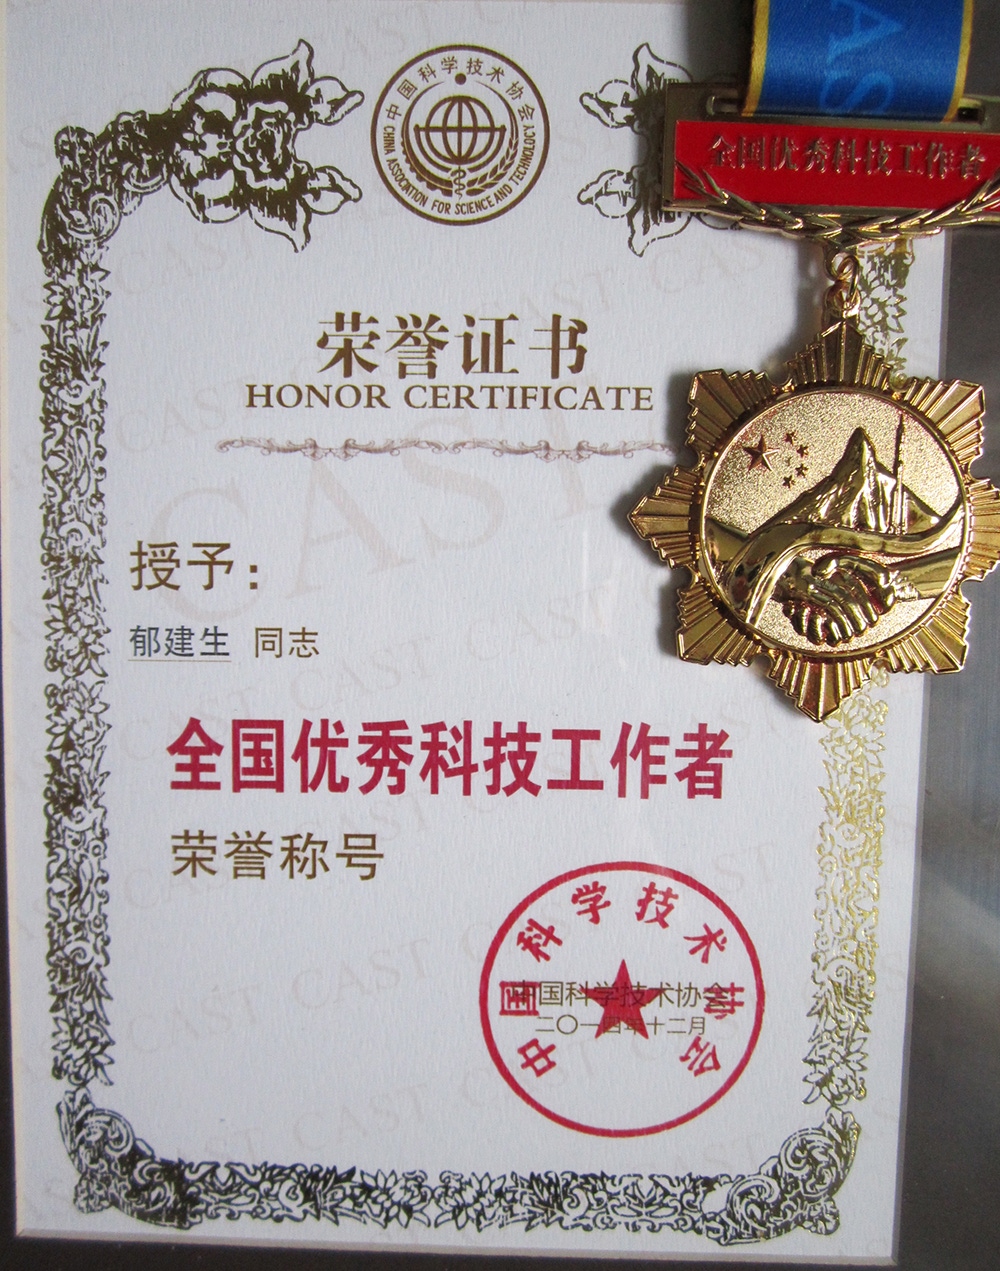 中国科学技术协会
CHINA ASSOCIATION FOR SCIENCE AND TECHNOLOGY
AS
全国优秀科技工作者
荣誉证书
HONOR CERTIFICATE
CAST
授予：
郁建生 同志
全国优秀科技工作者
荣誉称号
中国科学技术协会
中国科学技术协会
二〇一四年十二月